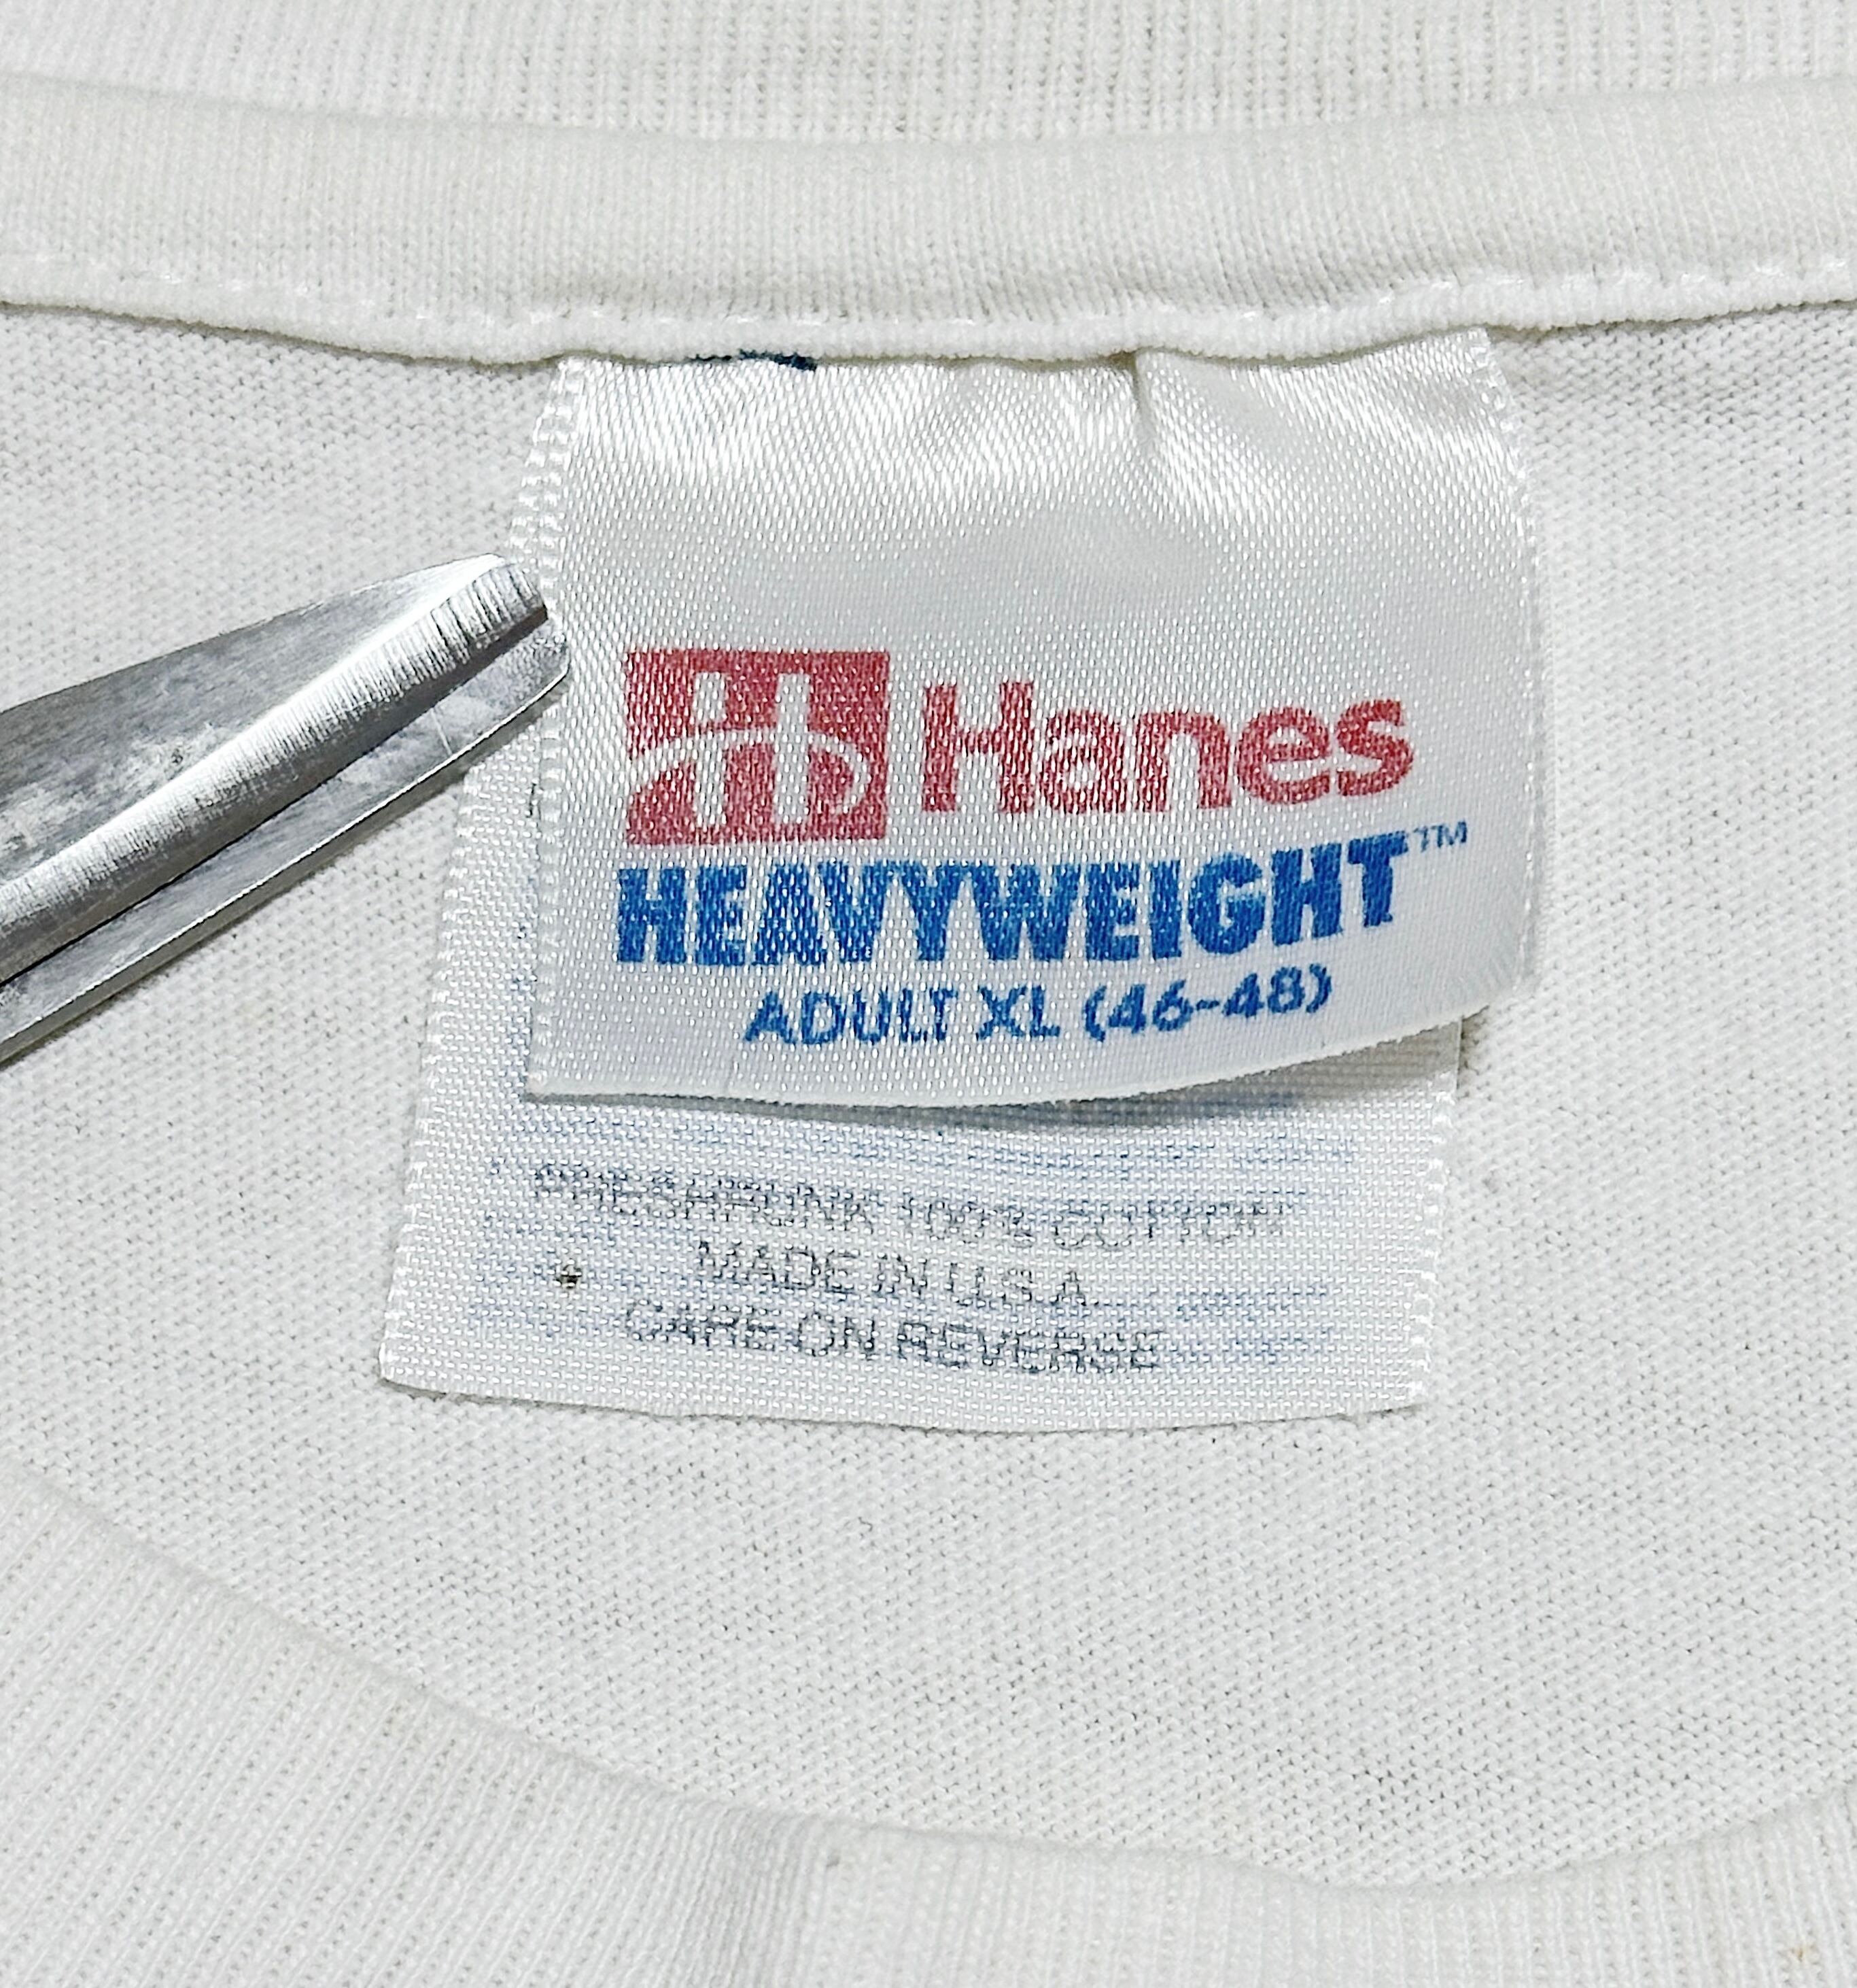 Hanes
HEAVYWEIGHT™
ADULT XL (46-48)
PRESHRUNK 100% COTTON
MADE IN U.S.A.
CARE ON REVERSE